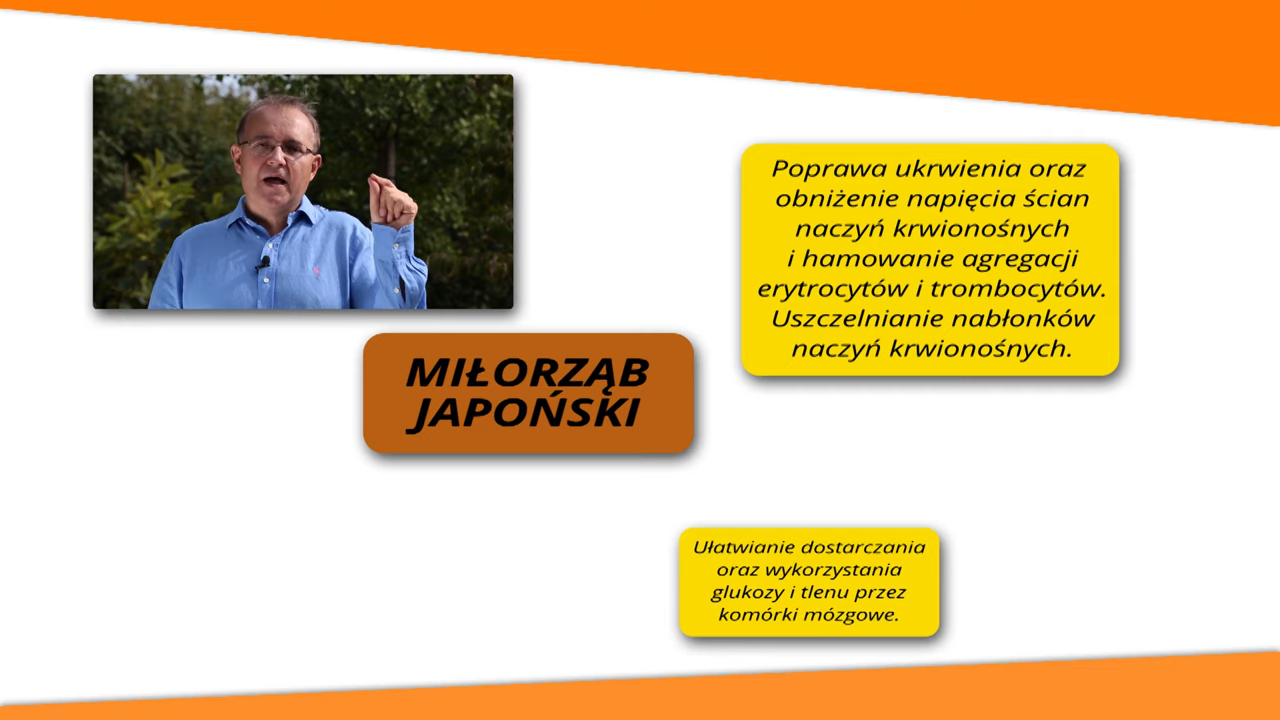 Poprawa ukrwienia oraz
obniżenie napięcia ścian
naczyń krwionośnych
i hamowanie agregacji
erytrocytów i trombocytów.
Uszczelnianie nabłonków
naczyń krwionośnych.
MIŁORZĄB
JAPOŃSKI
Ułatwianie dostarczania
oraz wykorzystania
glukozy i tlenu przez
komórki mózgowe.